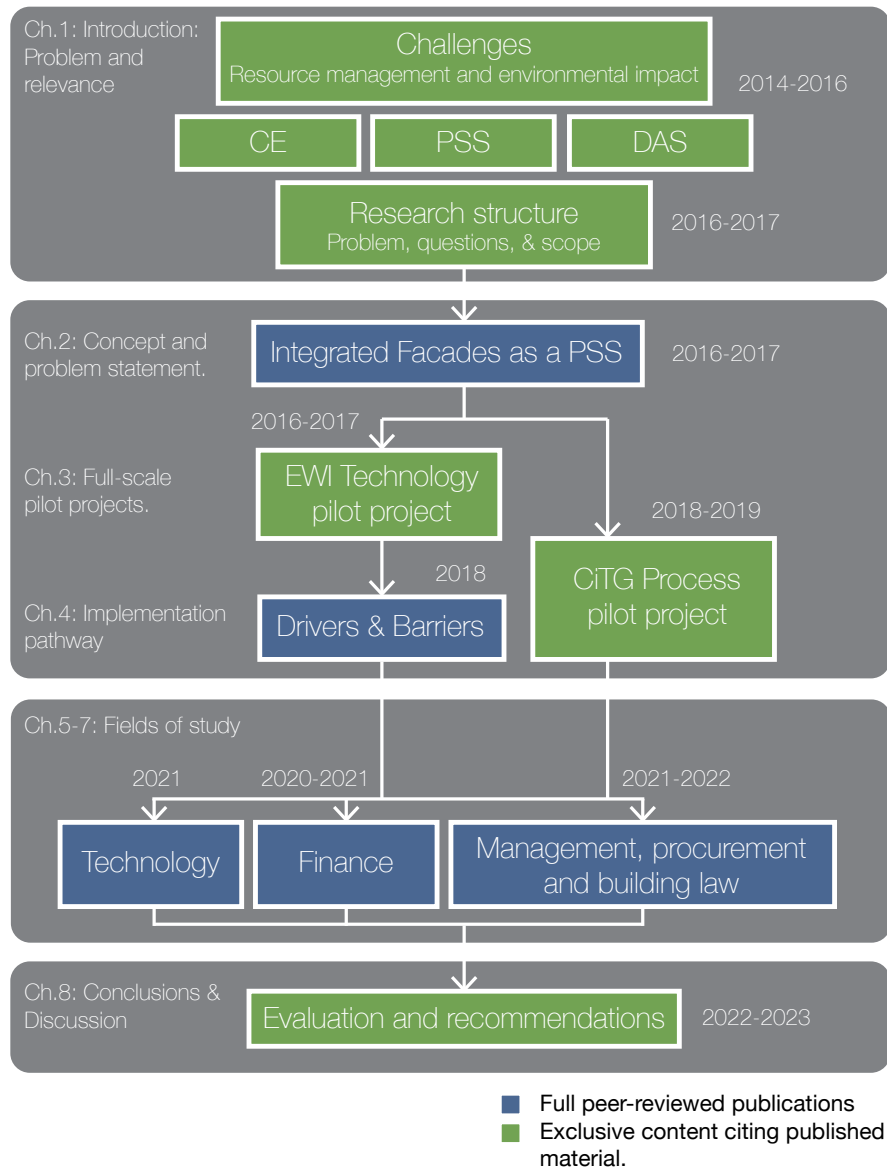 Ch.1: Introduction:
Problem and
relevance
Challenges
Resource management and environmental impact
2014-2016
CE
PSS
DAS
Research structure
Problem, questions, & scope
2016-2017
Ch.2: Concept and
problem statement.
Integrated Facades as a PSS
2016-2017
2016-2017
Ch.3: Full-scale
pilot projects.
EWI Technology
pilot project
2018-2019
CiTG Process
pilot project
2018
Ch.4: Implementation
pathway
Drivers & Barriers
Ch.5-7: Fields of study
2021
2020-2021
2021-2022
Technology
Finance
Management, procurement
and building law
Ch.8: Conclusions &
Discussion
Evaluation and recommendations
2022-2023
Full peer-reviewed publications
Exclusive content citing published
material.